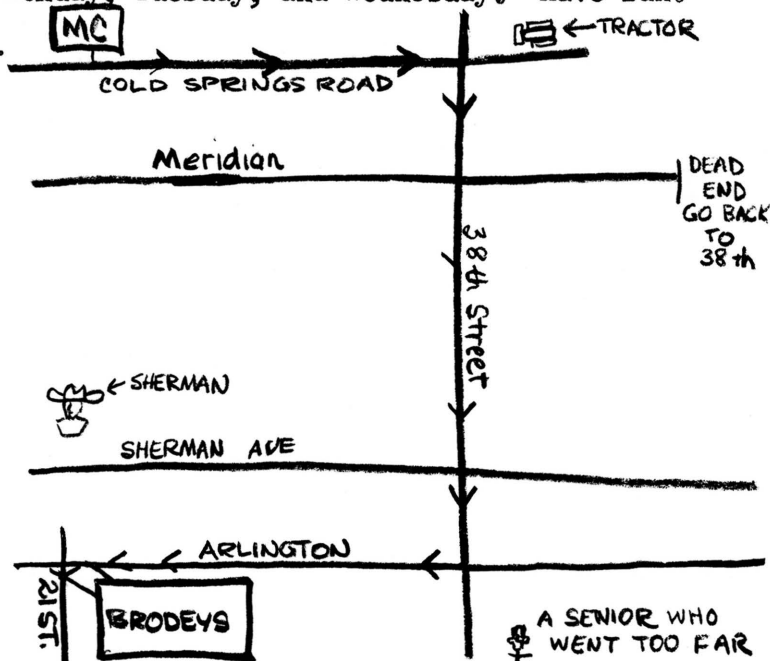 MC
TRACTOR
COLD SPRINGS ROAD
Meridian
DEAD
END
GO BACK
TO
38th
38th Street
SHERMAN
SHERMAN AVE
ARLINGTON
21ST.
BRODEYS
A SENIOR WHO
WENT TOO FAR